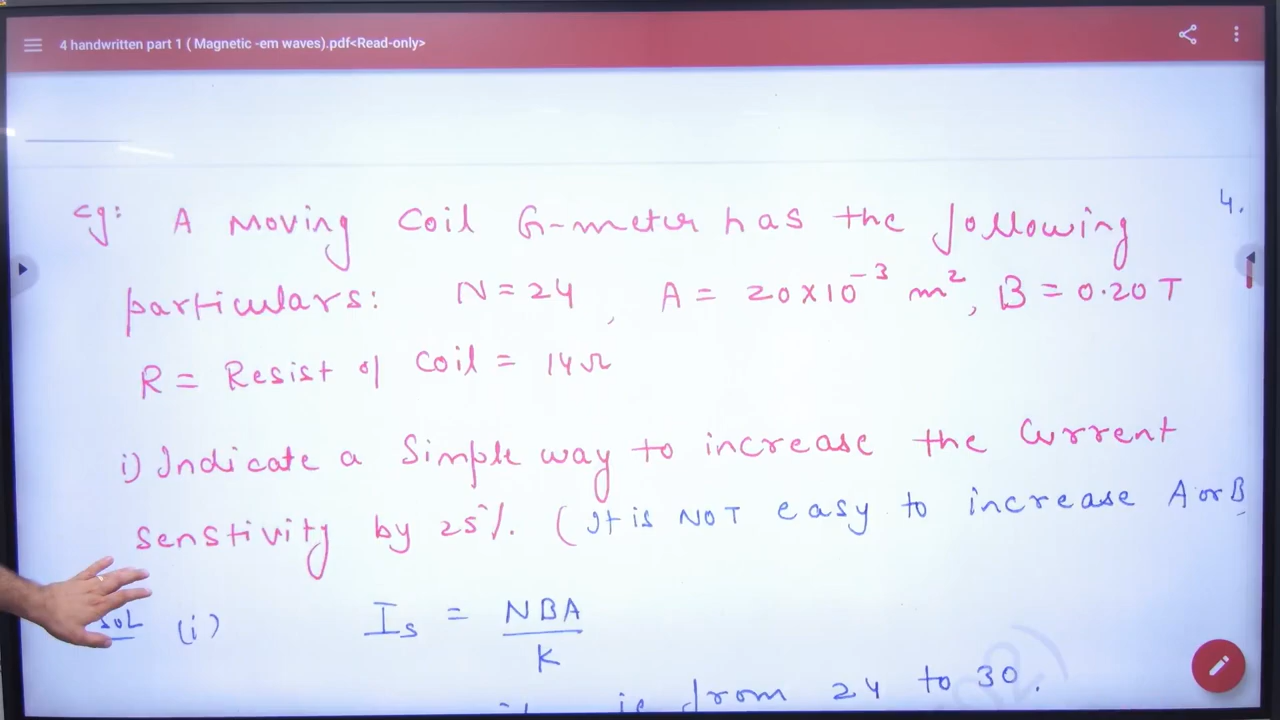 4 handwritten part 1 ( Magnetic -em waves).pdf<Read-only>
4.
eg: A Moving Coil G-meter has the following
particulars: N = 24 , A = 20×10⁻³ m², B = 0.20 T
R = Resist of Coil = 14Ω
i) Indicate a Simple way to increase the Current
senstivity by 25%. (It is NOT easy to increase A or B
Sol (i) Is = NBA / K
is from 24 to 30.